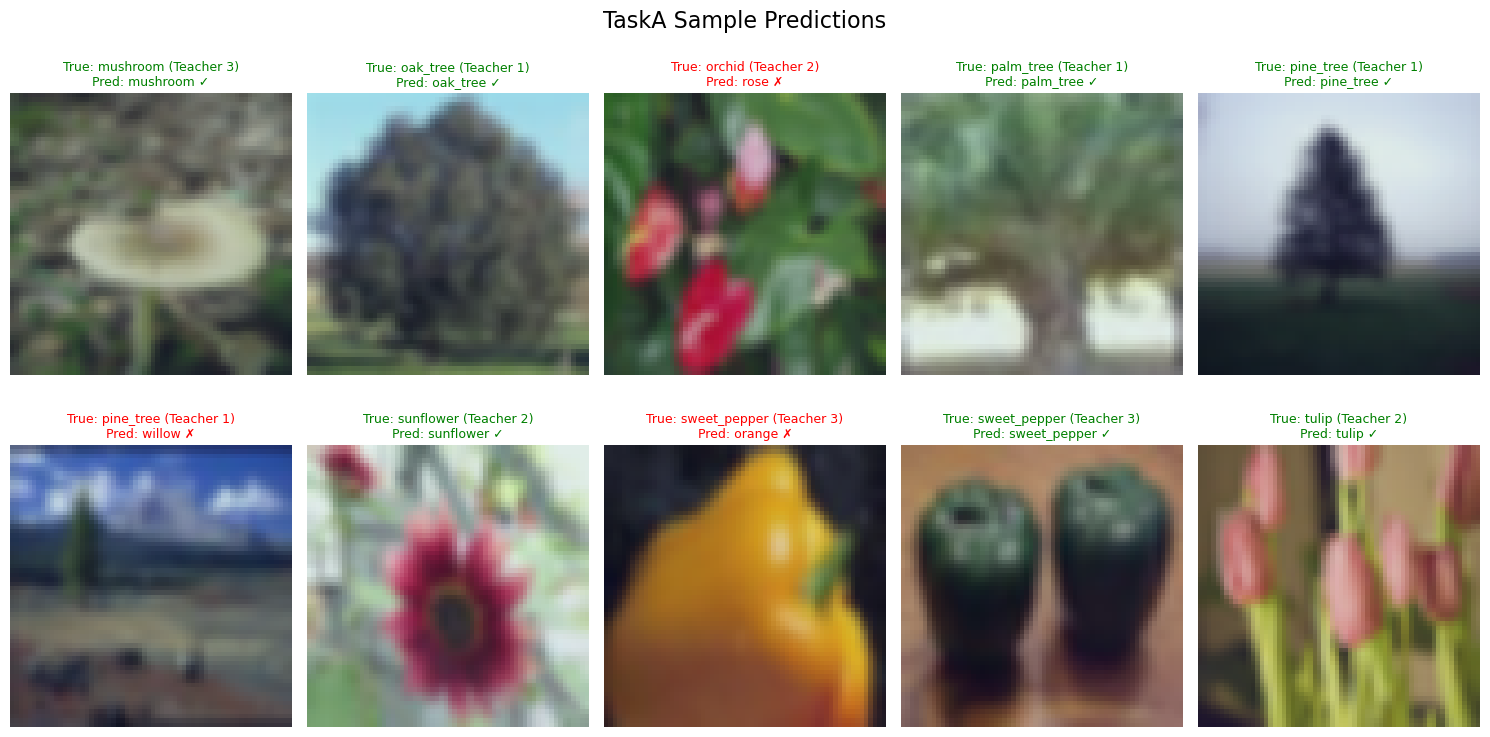 TaskA Sample Predictions
True: mushroom (Teacher 3)
Pred: mushroom ✓
True: oak_tree (Teacher 1)
Pred: oak_tree ✓
True: orchid (Teacher 2)
Pred: rose ✗
True: palm_tree (Teacher 1)
Pred: palm_tree ✓
True: pine_tree (Teacher 1)
Pred: pine_tree ✓
True: pine_tree (Teacher 1)
Pred: willow ✗
True: sunflower (Teacher 2)
Pred: sunflower ✓
True: sweet_pepper (Teacher 3)
Pred: orange ✗
True: sweet_pepper (Teacher 3)
Pred: sweet_pepper ✓
True: tulip (Teacher 2)
Pred: tulip ✓